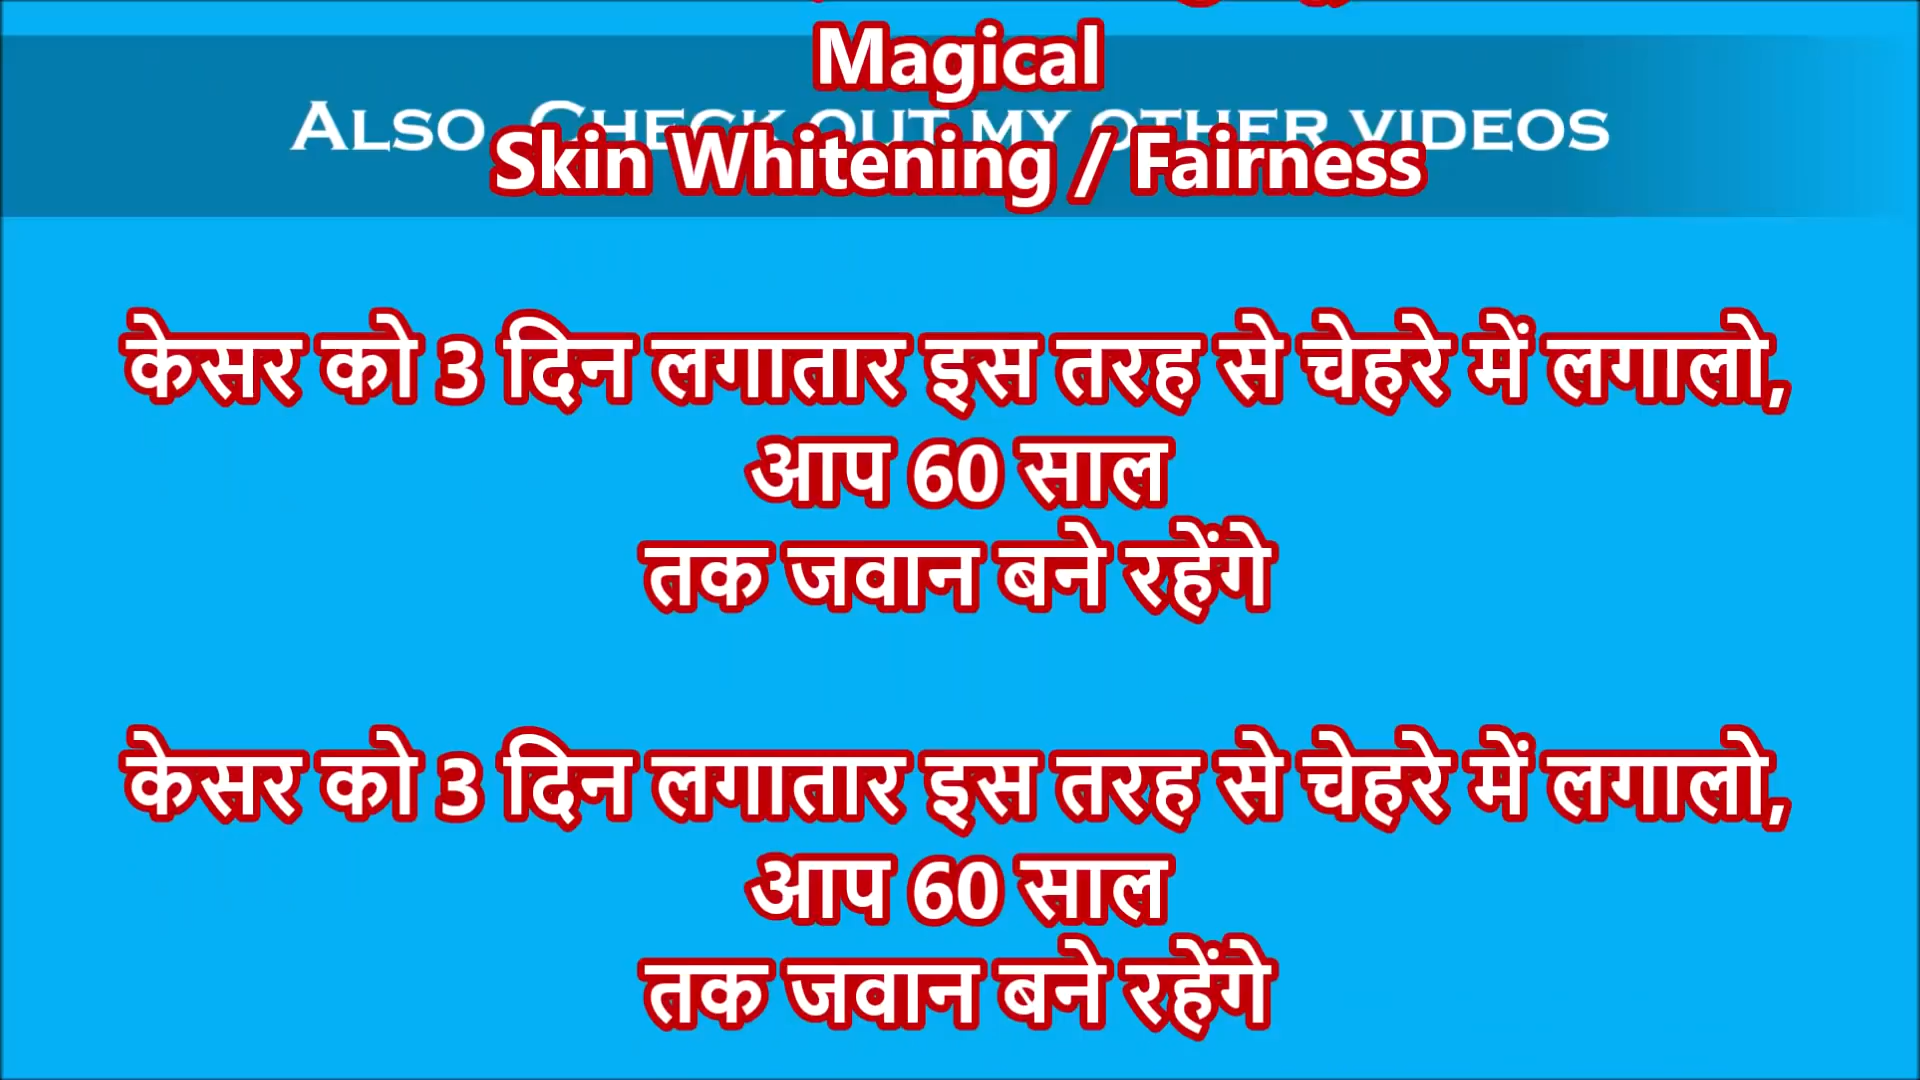 Magical
Also Check out my other videos
Skin Whitening / Fairness
केसर को 3 दिन लगातार इस तरह से चेहरे में लगालो,
आप 60 साल
तक जवान बने रहेंगे
केसर को 3 दिन लगातार इस तरह से चेहरे में लगालो,
आप 60 साल
तक जवान बने रहेंगे